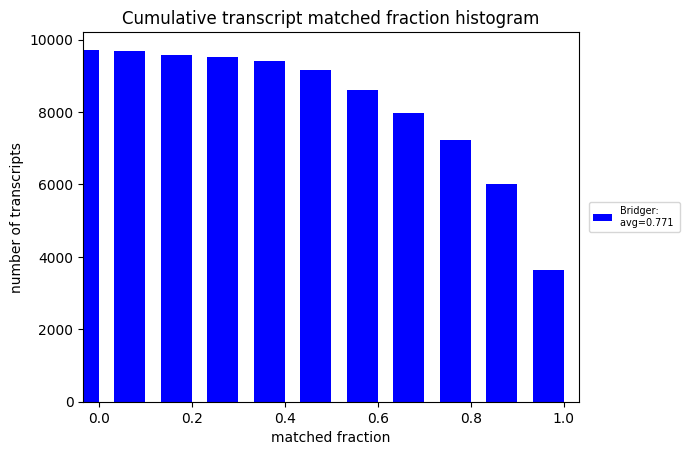 Cumulative transcript matched fraction histogram
10000
8000
6000
4000
2000
0
number of transcripts
0.0 0.2 0.4 0.6 0.8 1.0
matched fraction
Bridger:
avg=0.771